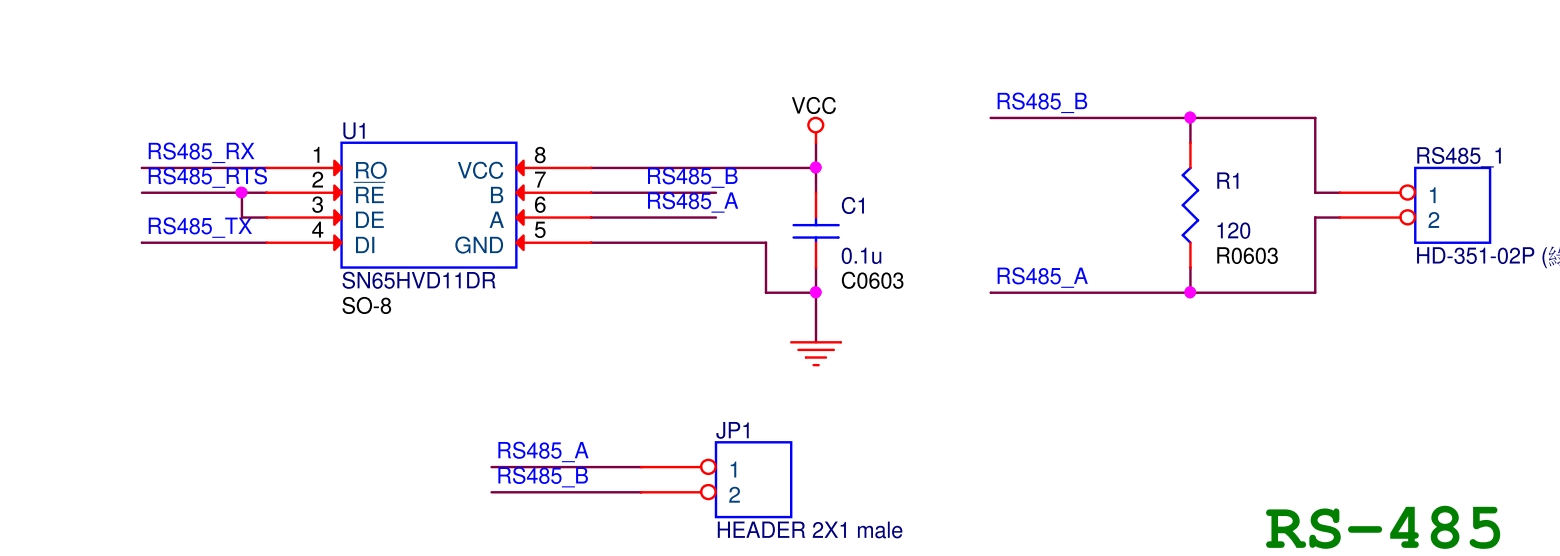 VCC
RS485_B
U1
RS485_RX
1
RO
VCC
8
RS485_1
RS485_RTS
2
RE
B
7
RS485_B
R1
1
3
DE
A
6
RS485_A
C1
2
RS485_TX
4
DI
GND
5
120
0.1u
R0603
HD-351-02P (
SN65HVD11DR
C0603
RS485_A
SO-8
JP1
RS485_A
1
RS485_B
2
HEADER 2X1 male
RS-485